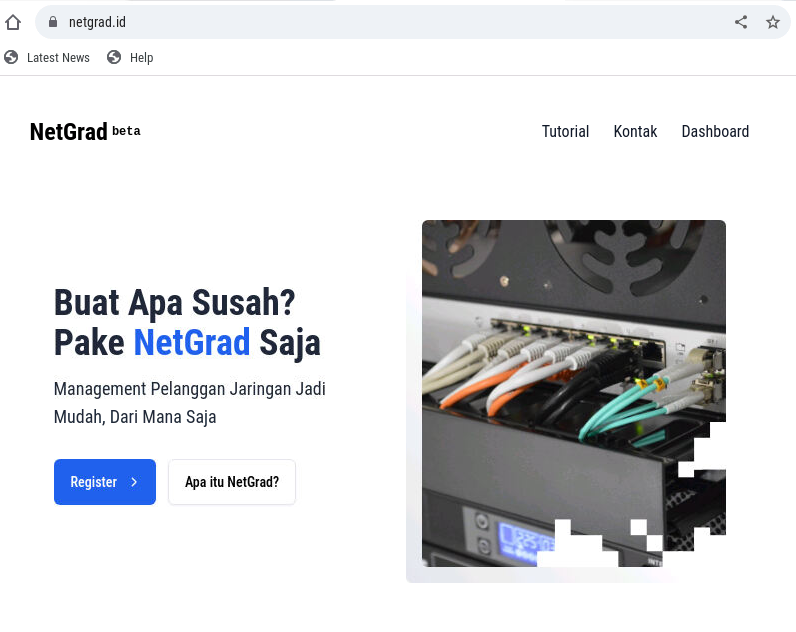 netgrad.id
Latest News Help
NetGrad beta
Tutorial Kontak Dashboard
Buat Apa Susah?
Pake NetGrad Saja
Management Pelanggan Jaringan Jadi
Mudah, Dari Mana Saja
Register Apa itu NetGrad?